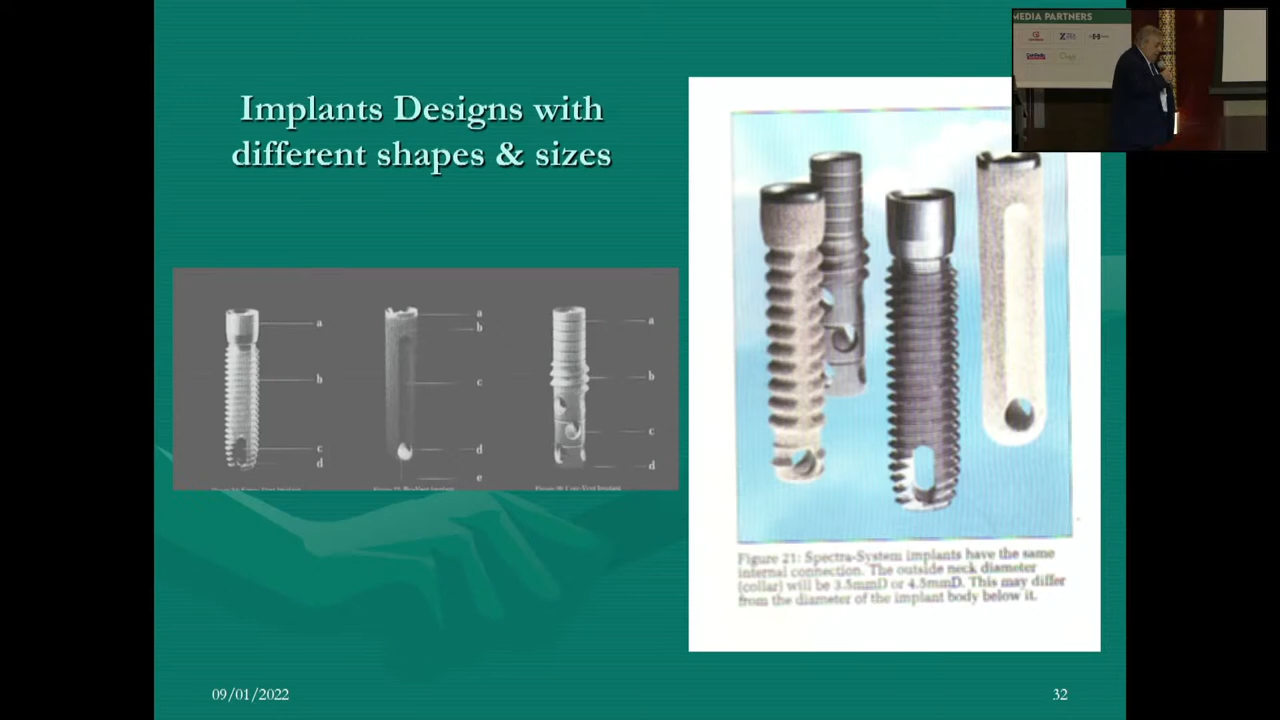 Implants Designs with
different shapes & sizes
MEDIA PARTNERS
a
b
c
d
a
b
c
d
e
a
b
c
d
Figure 21: Spectra-System implants have the same
internal connection. The outside neck diameter
(collar) will be 3.5mmD or 4.5mmD. This may differ
from the diameter of the implant body below it.
09/01/2022
32